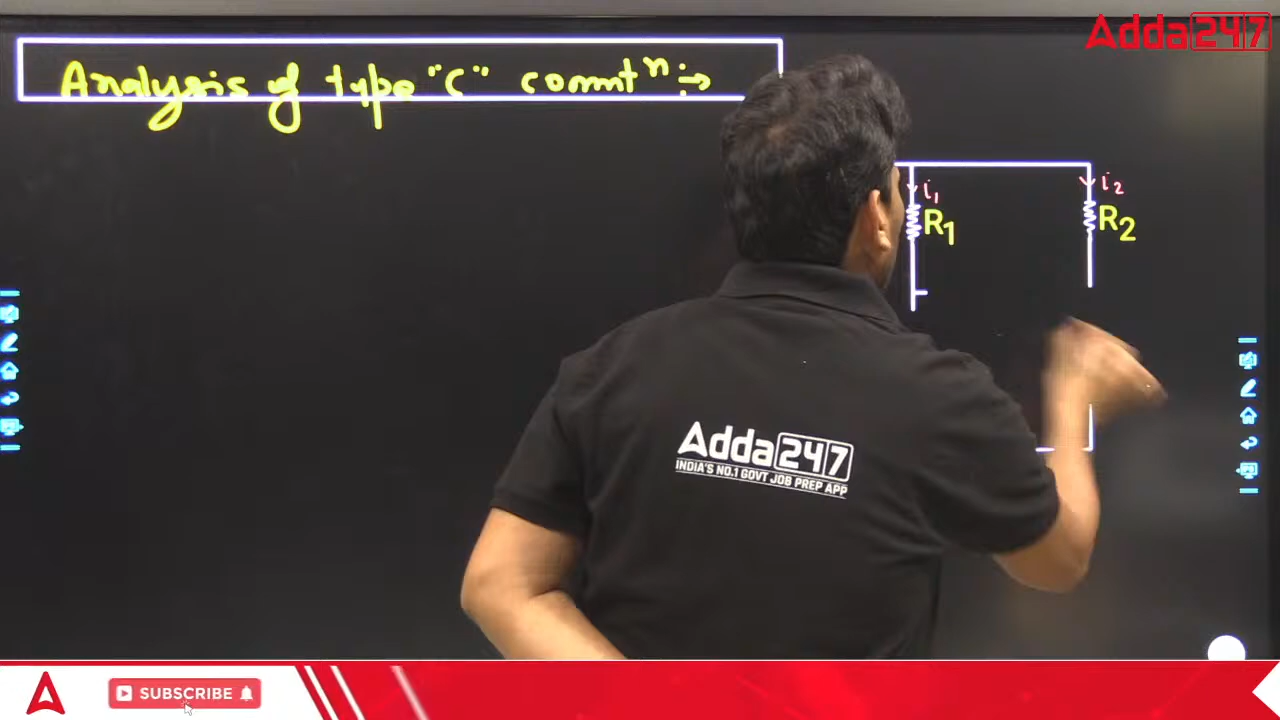 Adda247
Analysis of type "C" commtⁿ :→
i₁
i₂
R₁
R₂
Adda247
INDIA'S NO.1 GOVT JOB PREP APP
SUBSCRIBE